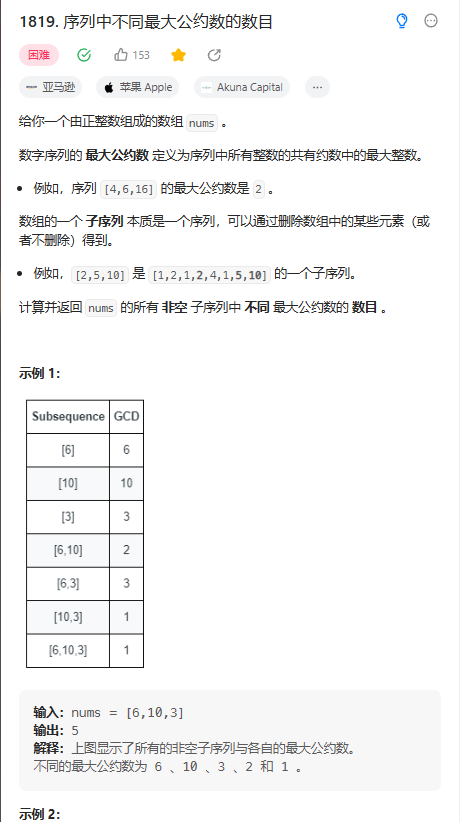 1819. 序列中不同最大公约数的数目
困难
153
亚马逊
苹果 Apple
Akuna Capital
...
给你一个由正整数组成的数组 nums 。
数字序列的 最大公约数 定义为序列中所有整数的共有约数中的最大整数。
• 例如，序列 [4,6,16] 的最大公约数是 2 。
数组的一个 子序列 本质是一个序列，可以通过删除数组中的某些元素（或
者不删除）得到。
• 例如，[2,5,10] 是 [1,2,1,2,4,1,5,10] 的一个子序列。
计算并返回 nums 的所有 非空 子序列中 不同 最大公约数的 数目 。
示例 1：
Subsequence GCD
[6] 6
[10] 10
[3] 3
[6,10] 2
[6,3] 3
[10,3] 1
[6,10,3] 1
输入：nums = [6,10,3]
输出：5
解释：上图显示了所有的非空子序列与各自的最大公约数。
不同的最大公约数为 6 、10 、3 、2 和 1 。
示例 2：